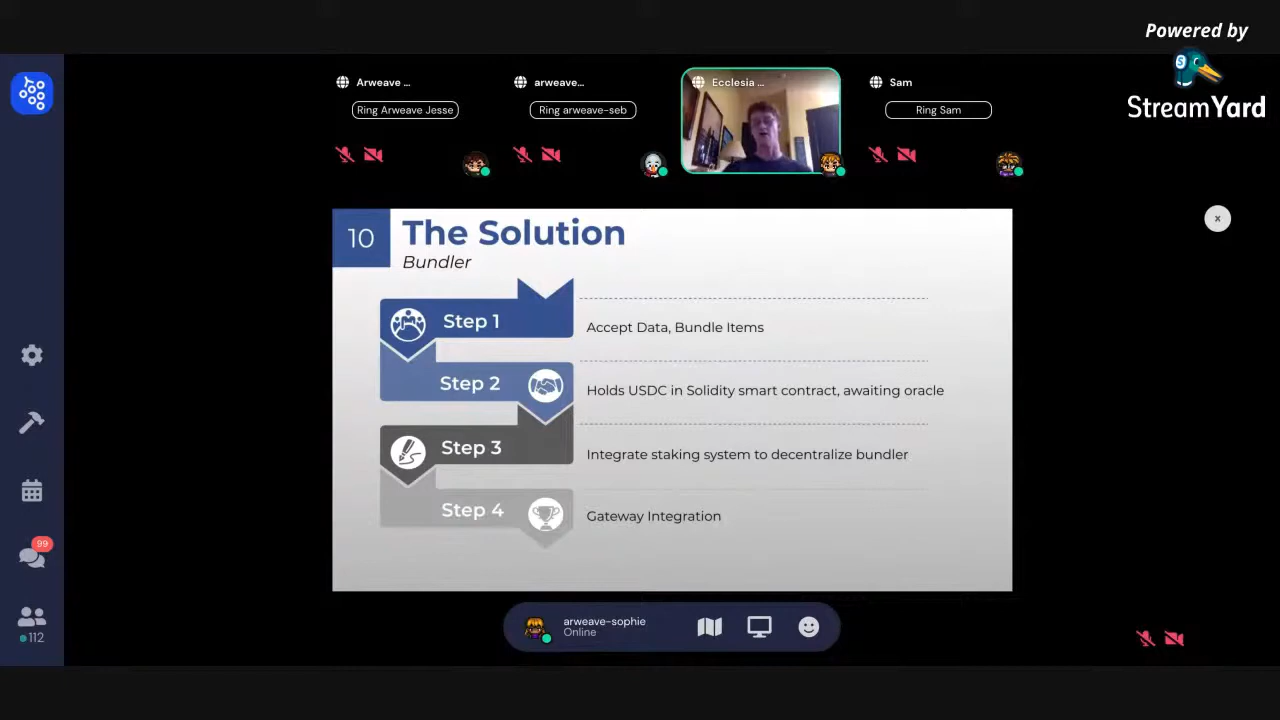 Powered by
StreamYard
Arweave ...
Ring Arweave Jesse
arweave...
Ring arweave-seb
Ecclesia ...
Sam
Ring Sam
10
The Solution
Bundler
Step 1
Accept Data, Bundle Items
Step 2
Holds USDC in Solidity smart contract, awaiting oracle
Step 3
Integrate staking system to decentralize bundler
Step 4
Gateway Integration
99
112
arweave-sophie
Online